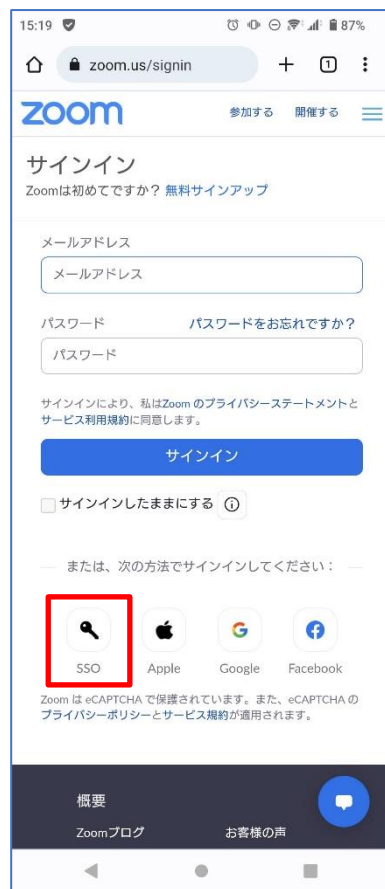 15:19 87%
zoom.us/signin 1
zoom 参加する 開催する
サインイン
Zoomは初めてですか？ 無料サインアップ
メールアドレス
メールアドレス
パスワード パスワードをお忘れですか？
パスワード
サインインにより、私はZoom のプライバシーステートメントと
サービス利用規約に同意します。
サインイン
サインインしたままにする
または、次の方法でサインインしてください：
SSO Apple Google Facebook
Zoom は eCAPTCHA で保護されています。また、eCAPTCHA の
プライバシーポリシーとサービス規約が適用されます。
概要
Zoomブログ お客様の声